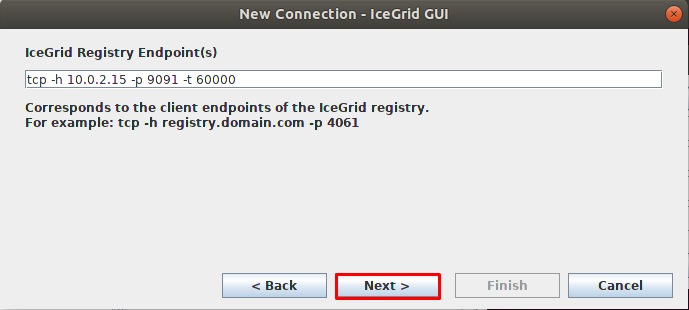 New Connection - IceGrid GUI
IceGrid Registry Endpoint(s)
tcp -h 10.0.2.15 -p 9091 -t 60000
Corresponds to the client endpoints of the IceGrid registry.
For example: tcp -h registry.domain.com -p 4061
< Back Next > Finish Cancel